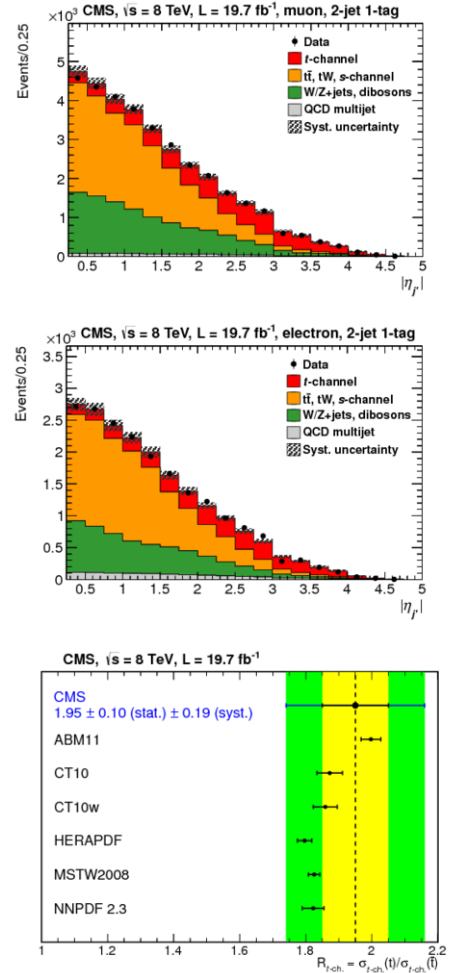 CMS, √s = 8 TeV, L = 19.7 fb⁻¹, muon, 2-jet 1-tag
×10³
Events/0.25
Data
t-channel
tt̄, tW, s-channel
W/Z+jets, dibosons
QCD multijet
Syst. uncertainty
5
4
3
2
1
0
0.5 1 1.5 2 2.5 3 3.5 4 4.5 5
|ηj'|
CMS, √s = 8 TeV, L = 19.7 fb⁻¹, electron, 2-jet 1-tag
×10³
Events/0.25
Data
t-channel
tt̄, tW, s-channel
W/Z+jets, dibosons
QCD multijet
Syst. uncertainty
3.5
3
2.5
2
1.5
1
0.5
0
0.5 1 1.5 2 2.5 3 3.5 4 4.5 5
|ηj'|
CMS, √s = 8 TeV, L = 19.7 fb⁻¹
CMS
1.95 ± 0.10 (stat.) ± 0.19 (syst.)
ABM11
CT10
CT10w
HERAPDF
MSTW2008
NNPDF 2.3
1 1.2 1.4 1.6 1.8 2 2.2
R_t-ch. = σ_t-ch.(t)/σ_t-ch.(t̄)